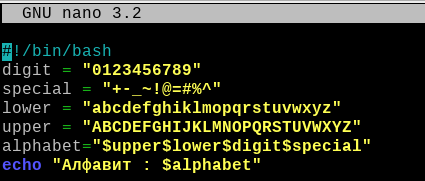 GNU nano 3.2
#!/bin/bash
digit = "0123456789"
special = "+-_~!@=#%^"
lower = "abcdefghiklmopqrstuvwxyz"
upper = "ABCDEFGHIJKLMNOPQRSTUVWXYZ"
alphabet="$upper$lower$digit$special"
echo "Алфавит : $alphabet"